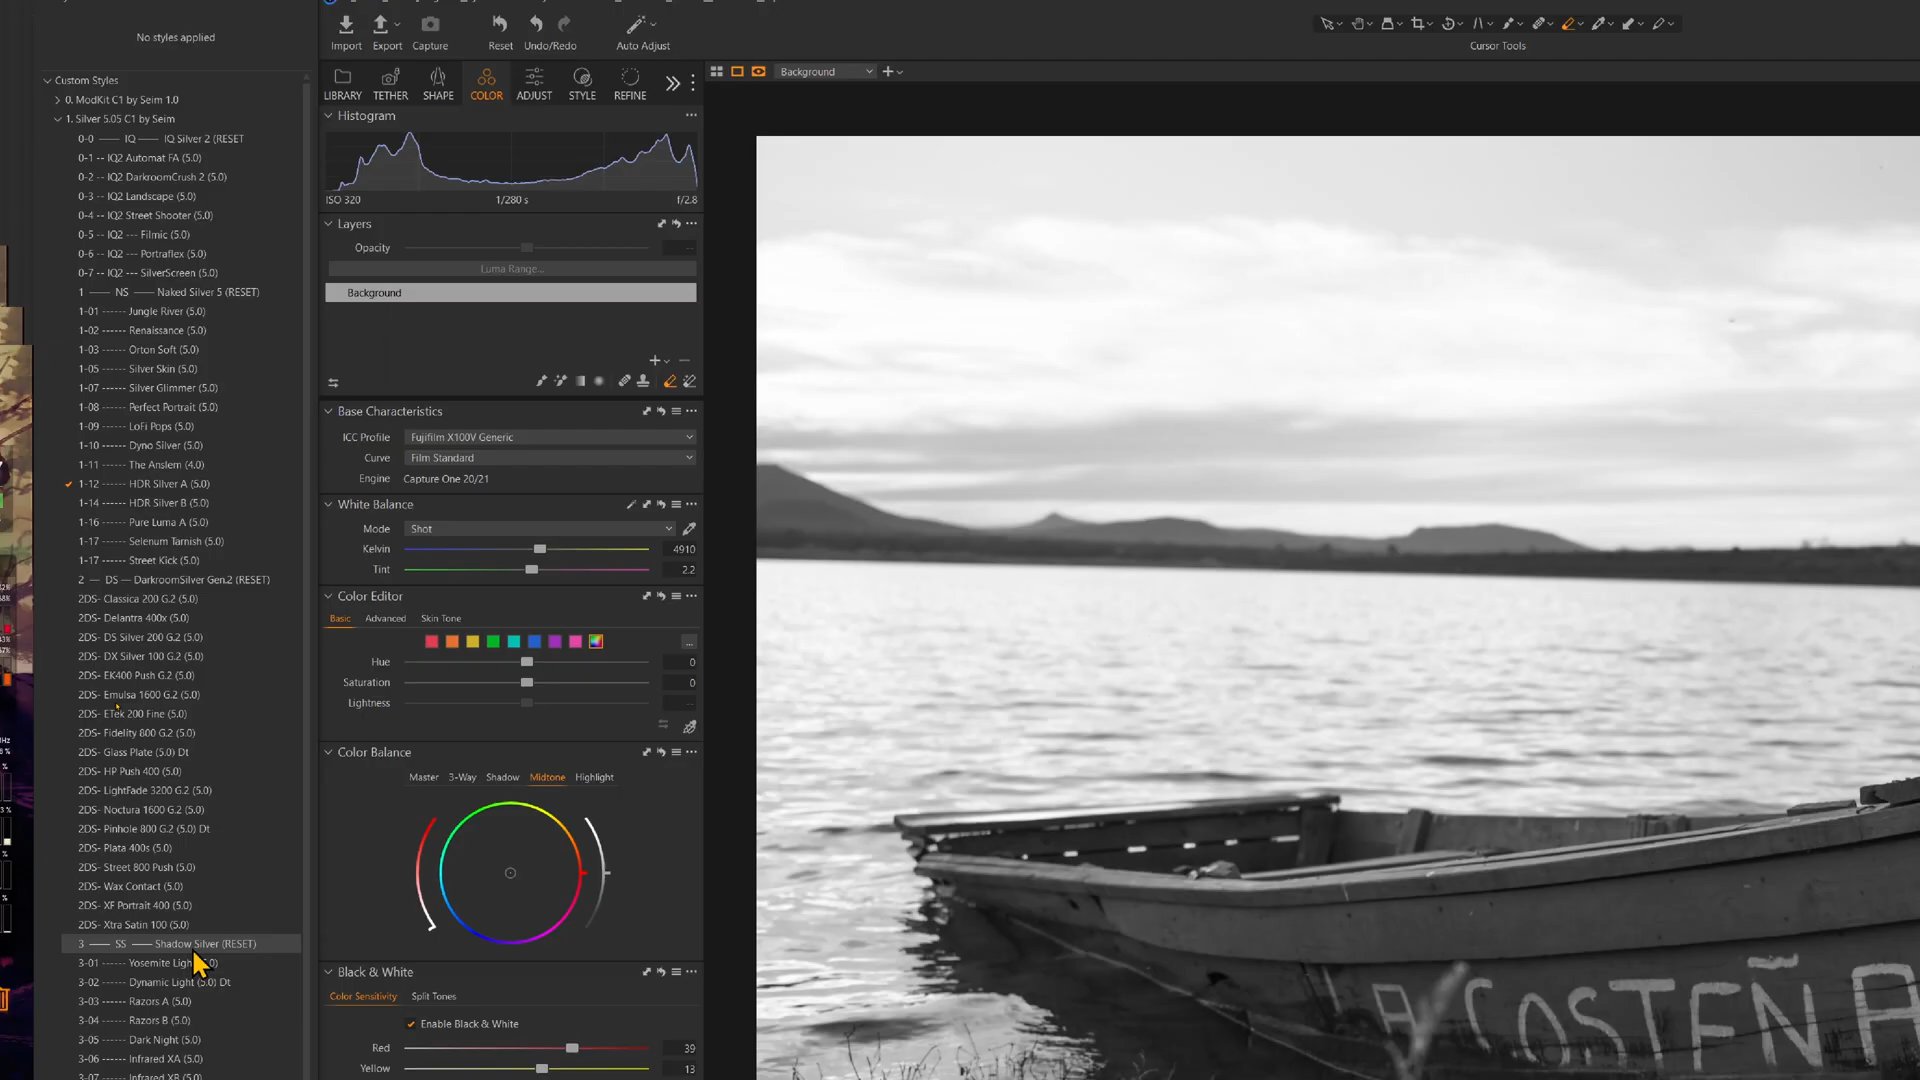 No styles applied
Custom Styles
0. ModKit C1 by Seim 1.0
1. Silver 5.05 C1 by Seim
0-0 —— IQ —— IQ Silver 2 (RESET
0-1 -- IQ2 Automat FA (5.0)
0-2 -- IQ2 DarkroomCrush 2 (5.0)
0-3 -- IQ2 Landscape (5.0)
0-4 -- IQ2 Street Shooter (5.0)
0-5 -- IQ2 --- Filmic (5.0)
0-6 -- IQ2 --- Portraflex (5.0)
0-7 -- IQ2 --- SilverScreen (5.0)
1 —— NS —— Naked Silver 5 (RESET)
1-01 ------ Jungle River (5.0)
1-02 ------ Renaissance (5.0)
1-03 ------ Orton Soft (5.0)
1-05 ------ Silver Skin (5.0)
1-07 ------ Silver Glimmer (5.0)
1-08 ------ Perfect Portrait (5.0)
1-09 ------ LoFi Pops (5.0)
1-10 ------ Dyno Silver (5.0)
1-11 ------ The Anslem (4.0)
1-12 ------ HDR Silver A (5.0)
1-14 ------ HDR Silver B (5.0)
1-16 ------ Pure Luma A (5.0)
1-17 ------ Selenum Tarnish (5.0)
1-17 ------ Street Kick (5.0)
2 — DS — DarkroomSilver Gen.2 (RESET)
2DS- Classica 200 G.2 (5.0)
2DS- Delantra 400x (5.0)
2DS- DS Silver 200 G.2 (5.0)
2DS- DX Silver 100 G.2 (5.0)
2DS- EK400 Push G.2 (5.0)
2DS- Emulsa 1600 G.2 (5.0)
2DS- ETek 200 Fine (5.0)
2DS- Fidelity 800 G.2 (5.0)
2DS- Glass Plate (5.0) Dt
2DS- HP Push 400 (5.0)
2DS- LightFade 3200 G.2 (5.0)
2DS- Noctura 1600 G.2 (5.0)
2DS- Pinhole 800 G.2 (5.0) Dt
2DS- Plata 400s (5.0)
2DS- Street 800 Push (5.0)
2DS- Wax Contact (5.0)
2DS- XF Portrait 400 (5.0)
2DS- Xtra Satin 100 (5.0)
3 —— SS —— Shadow Silver (RESET)
3-01 ------ Yosemite
3-02 ------ Dynamic Light (5.0) Dt
3-03 ------ Razors A (5.0)
3-04 ------ Razors B (5.0)
3-05 ------ Dark Night (5.0)
3-06 ------ Infrared XA (5.0)
3-07 ------ Infrared XB (5.0)
Import Export Capture Reset Undo/Redo Auto Adjust Cursor Tools
LIBRARY TETHER SHAPE COLOR ADJUST STYLE REFINE
Background
Histogram
ISO 320 1/280 s f/2.8
Layers
Opacity
Luma Range...
Background
Base Characteristics
ICC Profile Fujifilm X100V Generic
Curve Film Standard
Engine Capture One 20/21
White Balance
Mode Shot
Kelvin 4910
Tint 2.2
Color Editor
Basic Advanced Skin Tone
Hue 0
Saturation 0
Lightness
Color Balance
Master 3-Way Shadow Midtone Highlight
Black & White
Color Sensitivity Split Tones
Enable Black & White
Red 39
Yellow 13
COSTEÑA